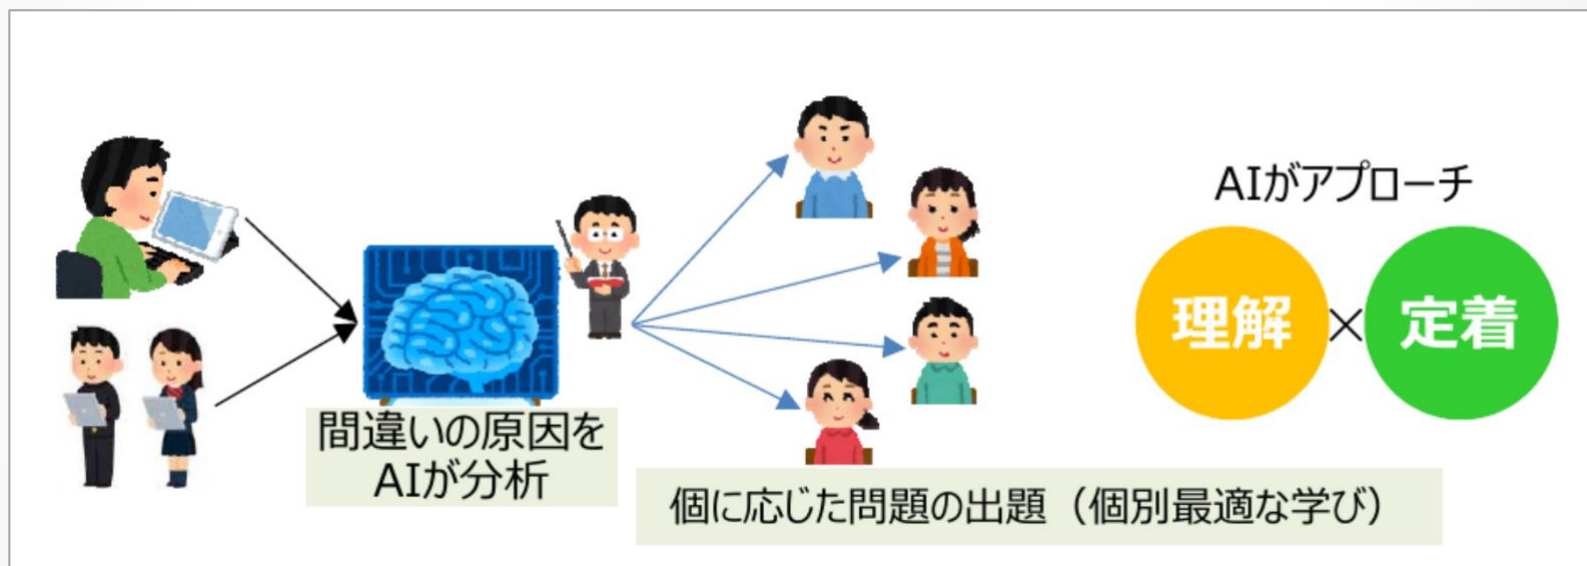 間違いの原因を
AIが分析
個に応じた問題の出題（個別最適な学び）
AIがアプローチ
理解×定着